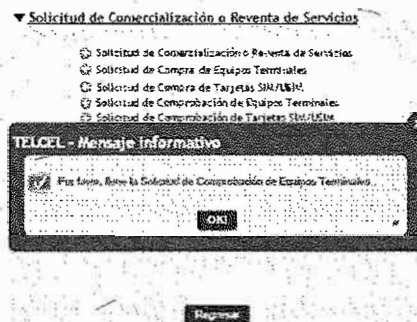 Solicitud de Comercialización o Reventa de Servicios
Solicitud de Comercialización o Reventa de Servicios
Solicitud de Compra de Equipos Terminales
Solicitud de Compra de Tarjetas SIM/USIM
Solicitud de Comprobación de Equipos Terminales
Solicitud de Comprobación de Tarjetas SIM/USIM
TELCEL - Mensaje informativo
Por favor, llene la Solicitud de Comprobación de Equipos Terminales.
OK!
Regresar